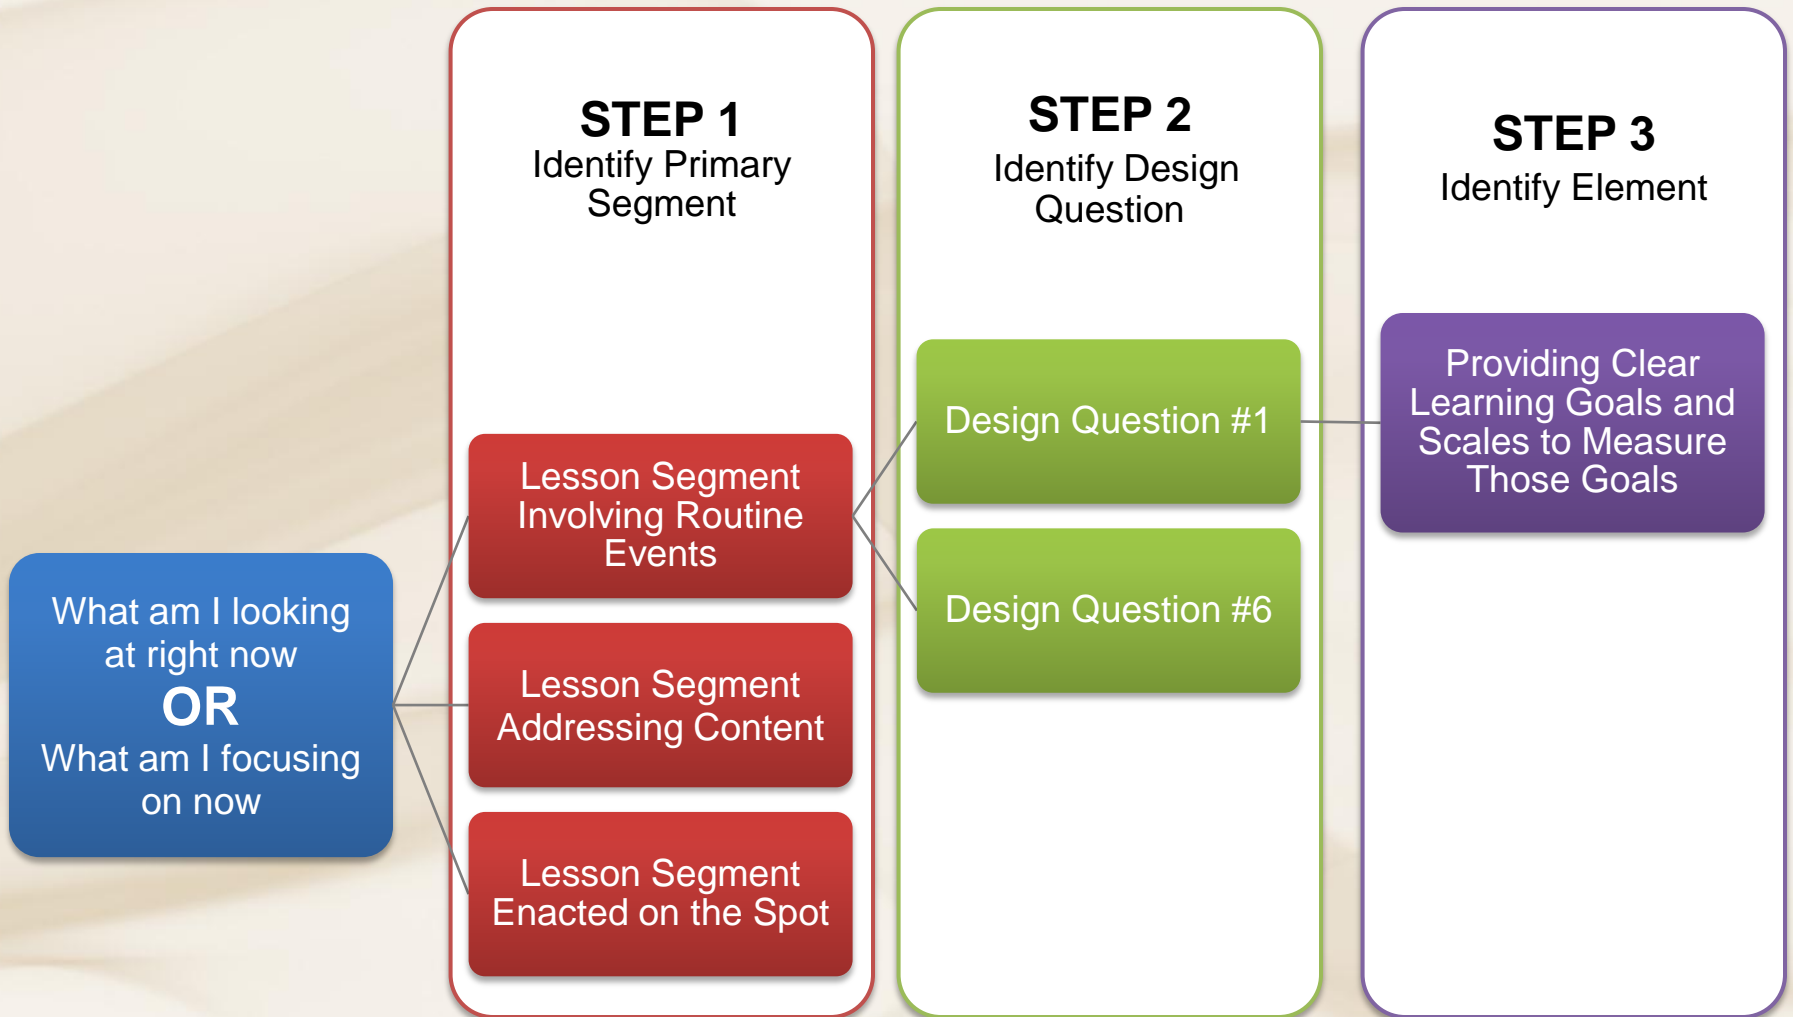 What am I looking
at right now
OR
What am I focusing
on now
STEP 1
Identify Primary
Segment
Lesson Segment
Involving Routine
Events
Lesson Segment
Addressing Content
Lesson Segment
Enacted on the Spot
STEP 2
Identify Design
Question
Design Question #1
Design Question #6
STEP 3
Identify Element
Providing Clear
Learning Goals and
Scales to Measure
Those Goals